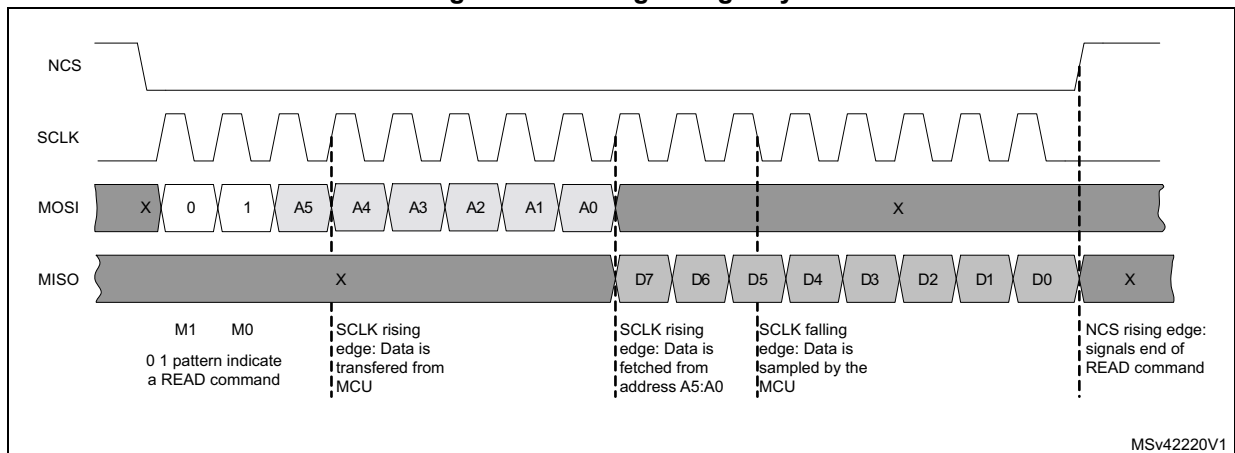 NCS
SCLK
MOSI X 0 1 A5 A4 A3 A2 A1 A0 X
MISO X D7 D6 D5 D4 D3 D2 D1 D0 X
M1 M0
0 1 pattern indicate
a READ command
SCLK rising
edge: Data is
transfered from
MCU
SCLK rising
edge: Data is
fetched from
address A5:A0
SCLK falling
edge: Data is
sampled by the
MCU
NCS rising edge:
signals end of
READ command
MSv42220V1